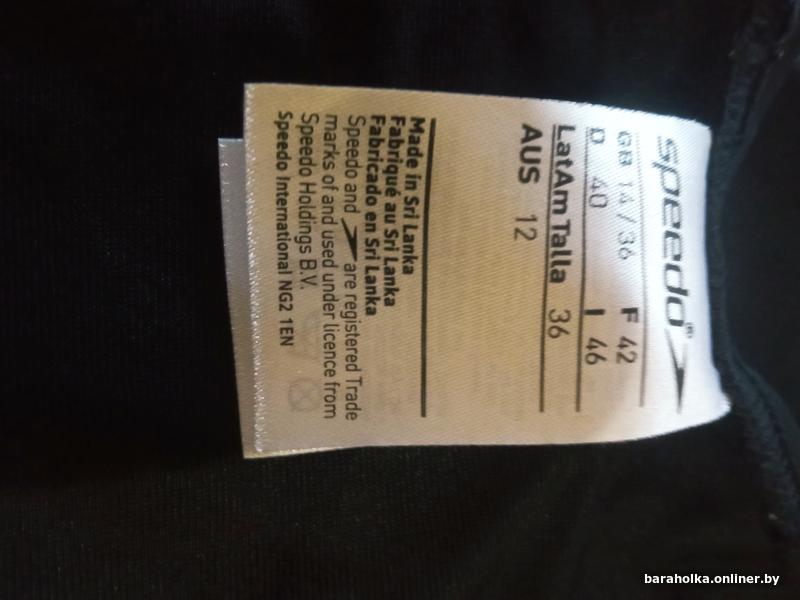 speedo®
GB 14/36 F 42
D 40 I 46
LatAm Talla 36
AUS 12
Made in Sri Lanka
Fabriqué au Sri Lanka
Fabricado en Sri Lanka
Speedo and are registered Trade
marks of and used under licence from
Speedo Holdings B.V.
Speedo International NG2 1EN
baraholka.onliner.by